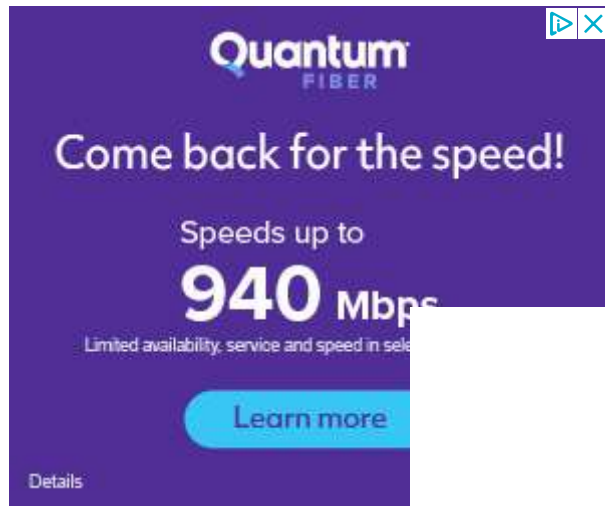 Quantum
FIBER
Come back for the speed!
Speeds up to
940 Mbps
Limited availability, service and speed in
Learn more
Details